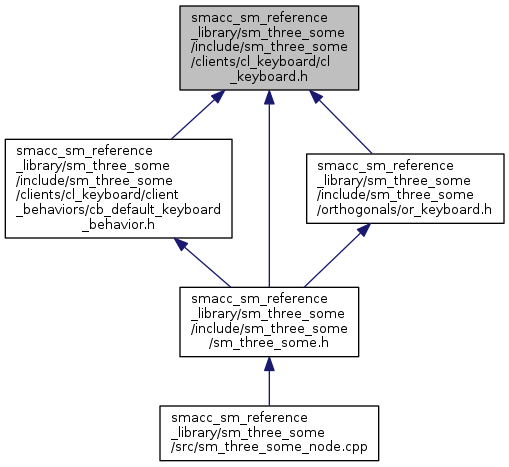 smacc_sm_reference
_library/sm_three_some
/include/sm_three_some
/clients/cl_keyboard/cl
_keyboard.h
smacc_sm_reference
_library/sm_three_some
/include/sm_three_some
/clients/cl_keyboard/client
_behaviors/cb_default_keyboard
_behavior.h
smacc_sm_reference
_library/sm_three_some
/include/sm_three_some
/orthogonals/or_keyboard.h
smacc_sm_reference
_library/sm_three_some
/include/sm_three_some
/sm_three_some.h
smacc_sm_reference
_library/sm_three_some
/src/sm_three_some_node.cpp